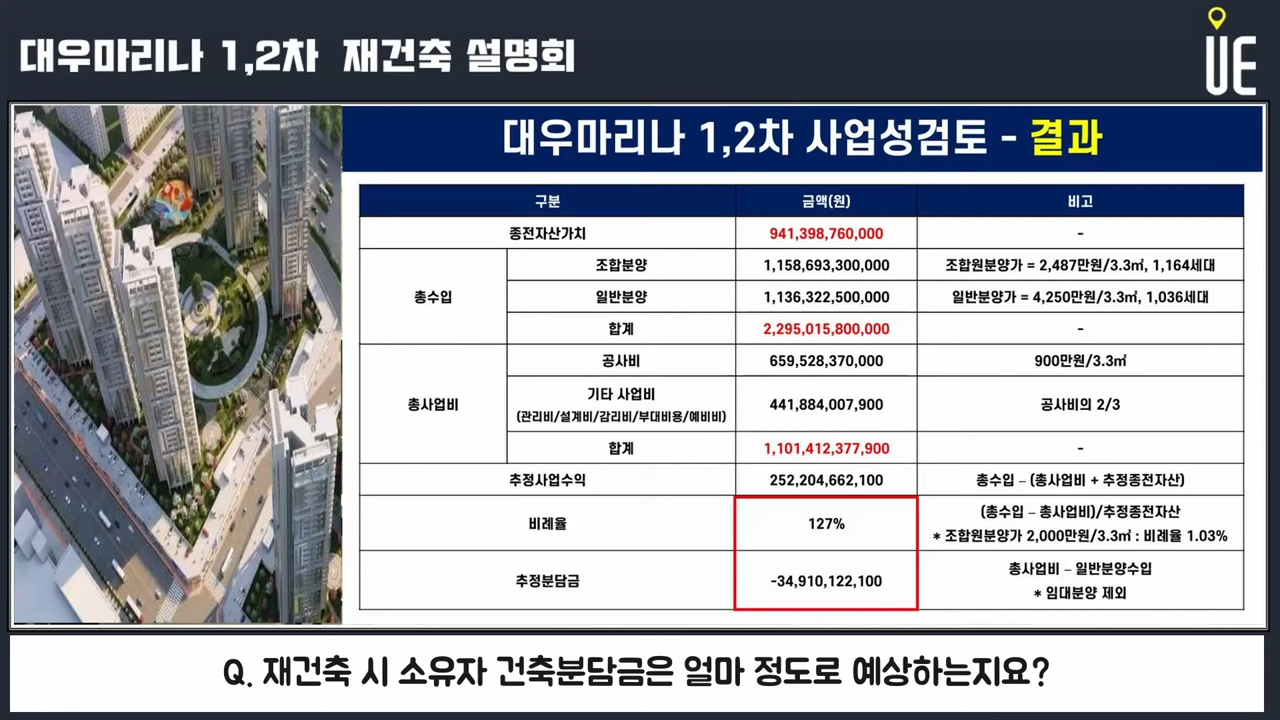 대우마리나 1,2차 재건축 설명회
UE
대우마리나 1,2차 사업성검토 - 결과
구분 금액(원) 비고
종전자산가치 941,398,760,000 -
총수입 조합분양 1,158,693,300,000 조합원분양가 = 2,487만원/3.3㎡, 1,164세대
일반분양 1,136,322,500,000 일반분양가 = 4,250만원/3.3㎡, 1,036세대
합계 2,295,015,800,000 -
총사업비 공사비 659,528,370,000 900만원/3.3㎡
기타 사업비
(관리비/설계비/감리비/부대비용/예비비) 441,884,007,900 공사비의 2/3
합계 1,101,412,377,900 -
추정사업수익 252,204,662,100 총수입 – (총사업비 + 추정종전자산)
비례율 127% (총수입 – 총사업비)/추정종전자산
* 조합원분양가 2,000만원/3.3㎡ : 비례율 1.03%
추정분담금 -34,910,122,100 총사업비 – 일반분양수입
* 임대분양 제외
Q. 재건축 시 소유자 건축분담금은 얼마 정도로 예상하는지요?